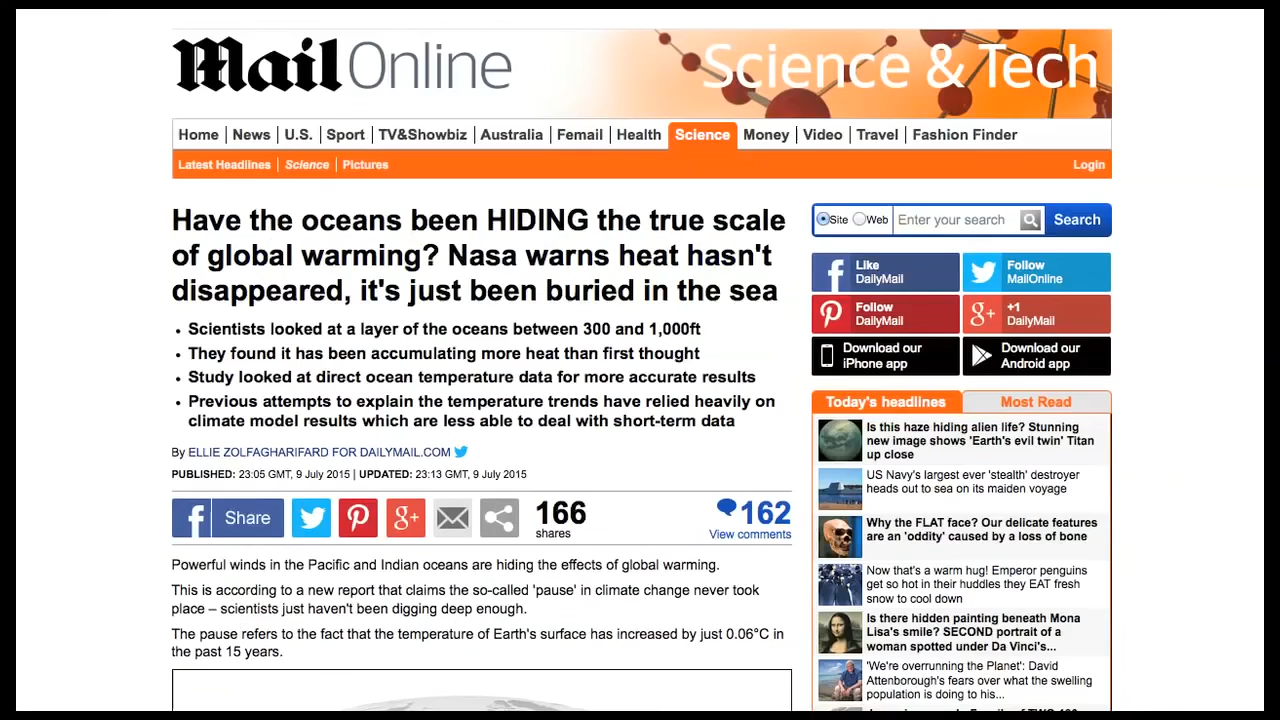 Mail Online
Science & Tech
Home News U.S. Sport TV&Showbiz Australia Femail Health Science Money Video Travel Fashion Finder
Latest Headlines Science Pictures Login
Have the oceans been HIDING the true scale
of global warming? Nasa warns heat hasn't
disappeared, it's just been buried in the sea
• Scientists looked at a layer of the oceans between 300 and 1,000ft
• They found it has been accumulating more heat than first thought
• Study looked at direct ocean temperature data for more accurate results
• Previous attempts to explain the temperature trends have relied heavily on
climate model results which are less able to deal with short-term data
By ELLIE ZOLFAGHARIFARD FOR DAILYMAIL.COM
PUBLISHED: 23:05 GMT, 9 July 2015 | UPDATED: 23:13 GMT, 9 July 2015
Share
166
shares
162
View comments
Powerful winds in the Pacific and Indian oceans are hiding the effects of global warming.
This is according to a new report that claims the so-called 'pause' in climate change never took
place – scientists just haven't been digging deep enough.
The pause refers to the fact that the temperature of Earth's surface has increased by just 0.06°C in
the past 15 years.
Site Web Enter your search Search
Like
DailyMail
Follow
MailOnline
Follow
DailyMail
+1
DailyMail
Download our
iPhone app
Download our
Android app
Today's headlines Most Read
Is this haze hiding alien life? Stunning
new image shows 'Earth's evil twin' Titan
up close
US Navy's largest ever 'stealth' destroyer
heads out to sea on its maiden voyage
Why the FLAT face? Our delicate features
are an 'oddity' caused by a loss of bone
Now that's a warm hug! Emperor penguins
get so hot in their huddles they EAT fresh
snow to cool down
Is there hidden painting beneath Mona
Lisa's smile? SECOND portrait of a
woman spotted under Da Vinci's...
'We're overrunning the Planet': David
Attenborough's fears over what the swelling
population is doing to his...